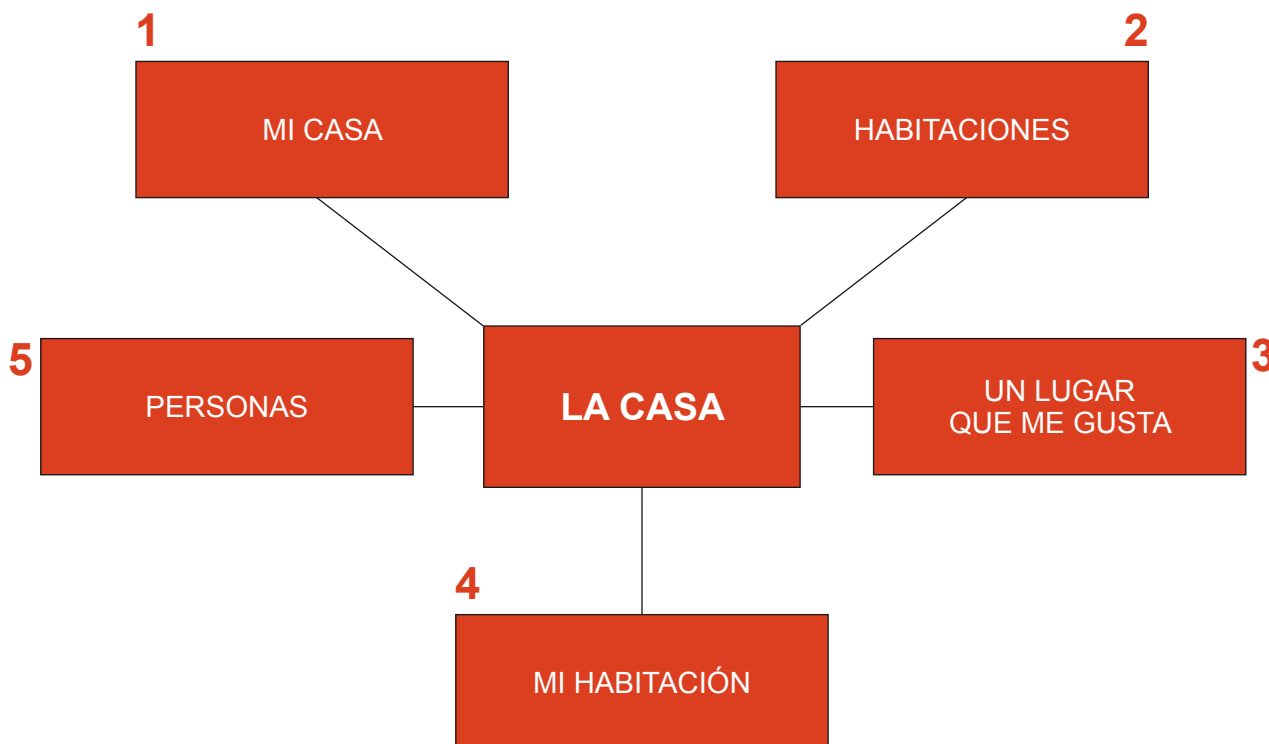 1
MI CASA
2
HABITACIONES
5
PERSONAS
LA CASA
3
UN LUGAR
QUE ME GUSTA
4
MI HABITACIÓN